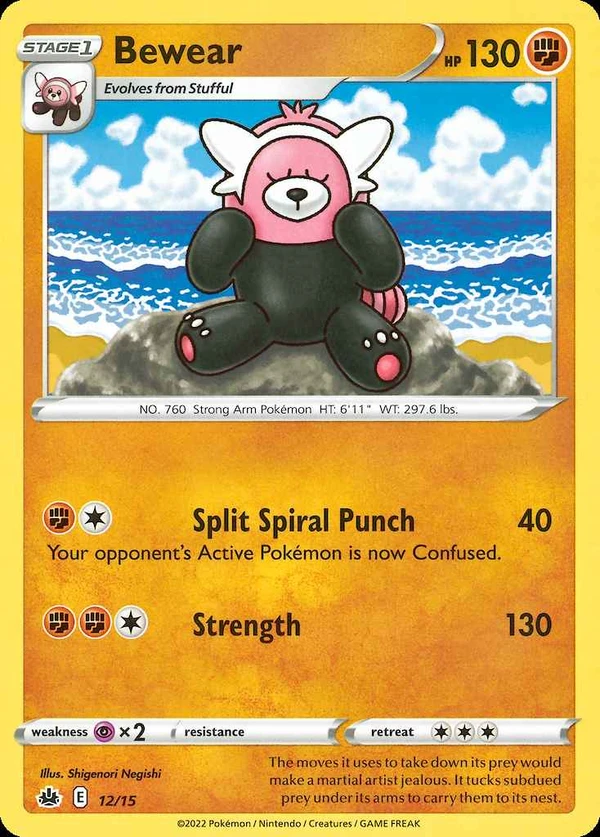 STAGE1
Bewear
HP 130
Evolves from Stufful
NO. 760 Strong Arm Pokémon HT: 6'11" WT: 297.6 lbs.
Split Spiral Punch 40
Your opponent's Active Pokémon is now Confused.
Strength 130
weakness ×2 resistance retreat
Illus. Shigenori Negishi
The moves it uses to take down its prey would
make a martial artist jealous. It tucks subdued
prey under its arms to carry them to its nest.
E 12/15
©2022 Pokémon / Nintendo / Creatures / GAME FREAK